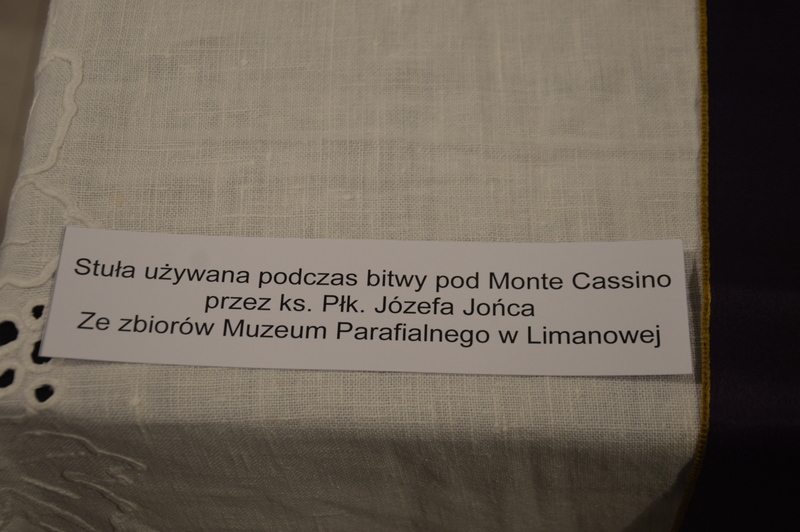 Stuła używana podczas bitwy pod Monte Cassino
przez ks. Płk. Józefa Jońca
Ze zbiorów Muzeum Parafialnego w Limanowej